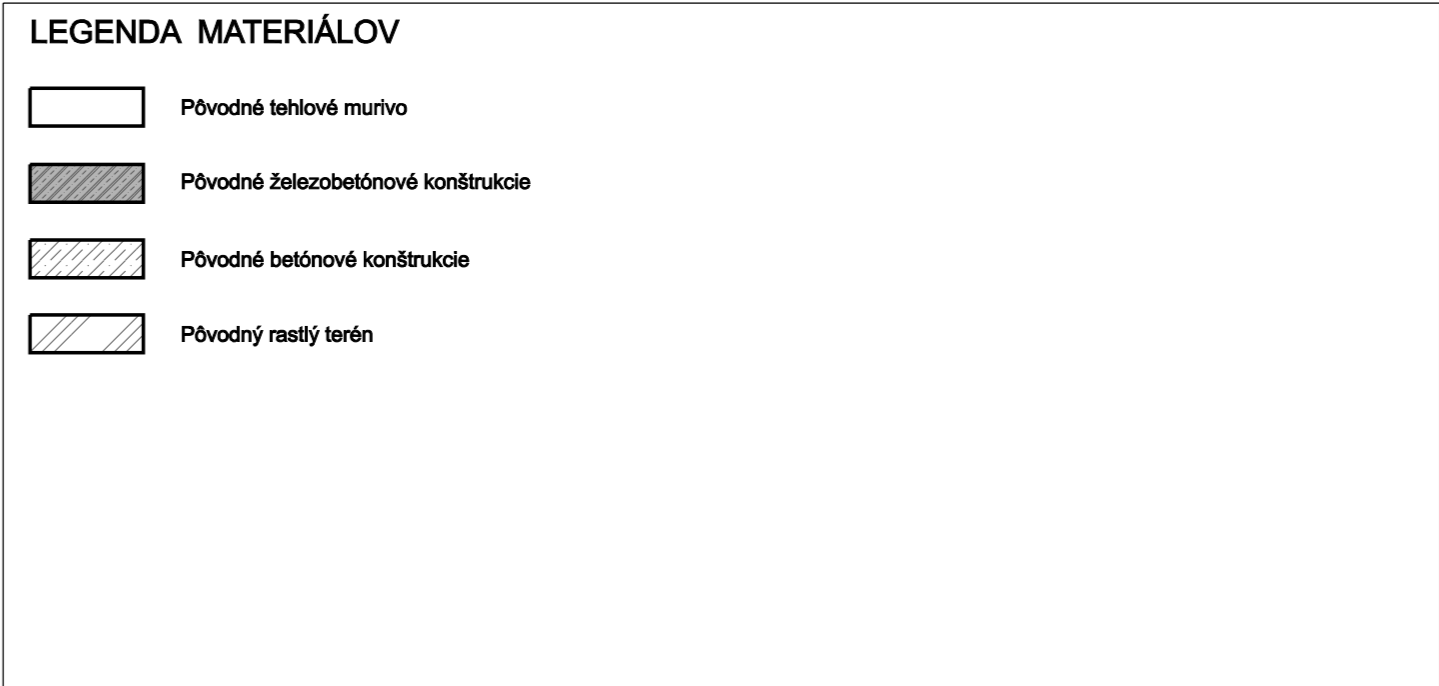 LEGENDA MATERIÁLOV
Pôvodné tehlové murivo
Pôvodné železobetónové konštrukcie
Pôvodné betónové konštrukcie
Pôvodný rastlý terén